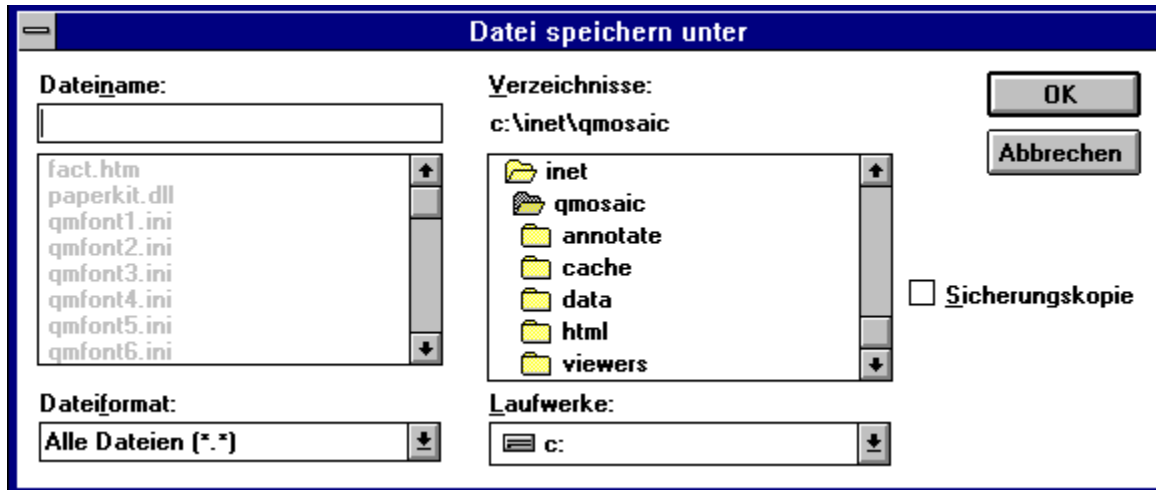 Datei speichern unter
Dateiname:
fact.htm
paperkit.dll
qmfont1.ini
qmfont2.ini
qmfont3.ini
qmfont4.ini
qmfont5.ini
qmfont6.ini
Dateiformat:
Alle Dateien (*.*)
Verzeichnisse:
c:\inet\qmosaic
inet
qmosaic
annotate
cache
data
html
viewers
Laufwerke:
c:
OK
Abbrechen
Sicherungskopie